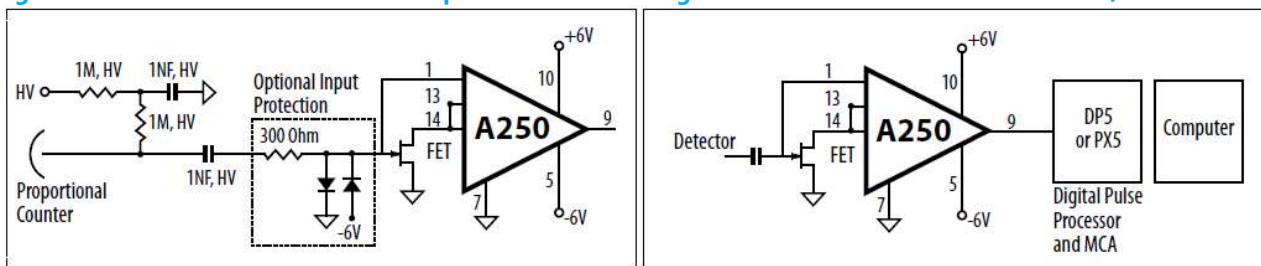 1M, HV
1NF, HV
HV
1M, HV
Proportional
Counter
1NF, HV
Optional Input
Protection
300 Ohm
-6V
FET
1
13
14
A250
+6V
10
9
5
-6V
7
Detector
FET
1
13
14
A250
+6V
10
9
5
-6V
7
DP5
or PX5
Digital Pulse
Processor
and MCA
Computer